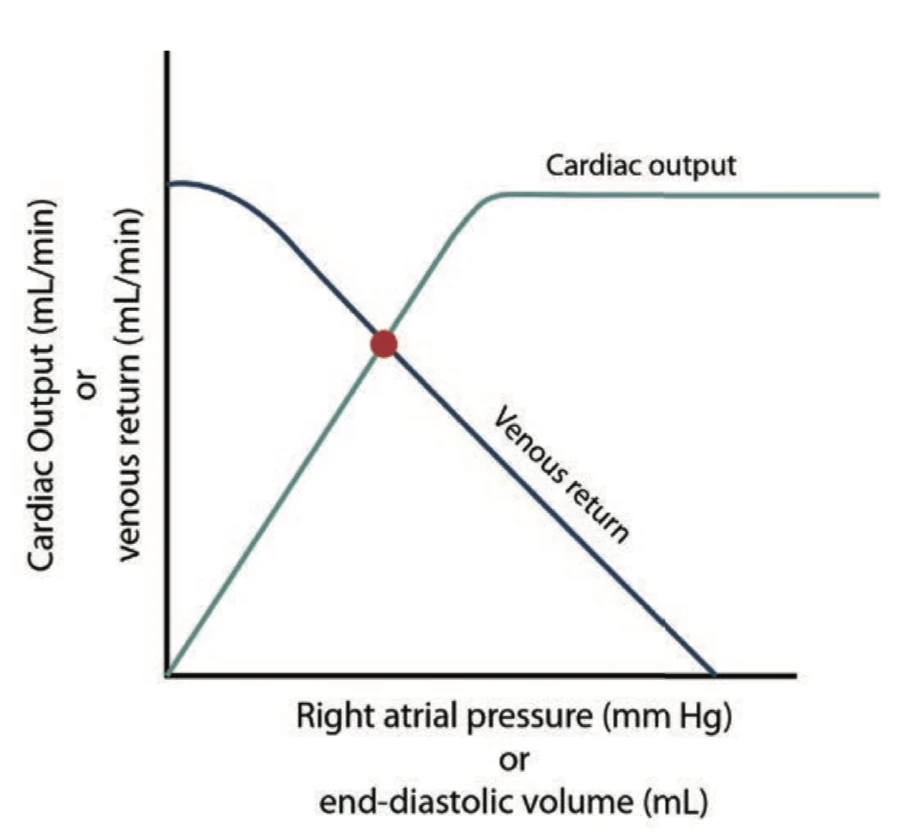 Cardiac output
Cardiac Output (mL/min)
or
venous return (mL/min)
Venous return
Right atrial pressure (mm Hg)
or
end-diastolic volume (mL)